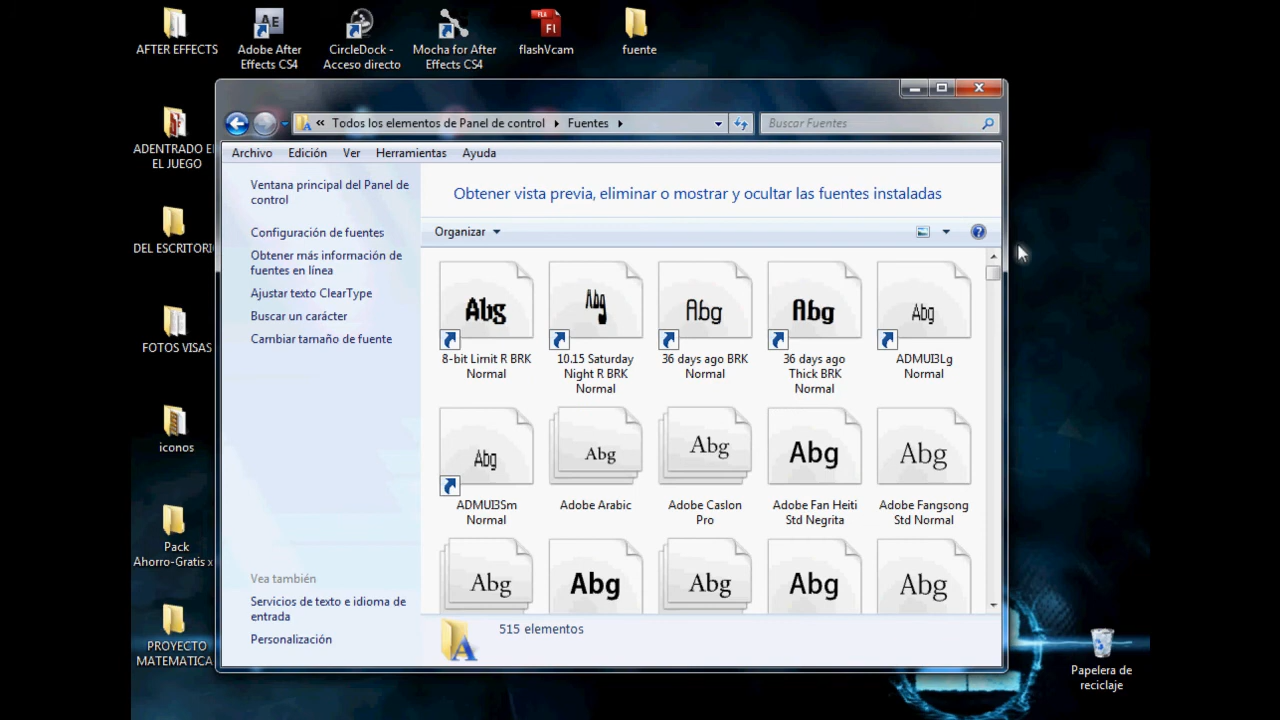 AFTER EFFECTS
Adobe After
Effects CS4
CircleDock -
Acceso directo
Mocha for After
Effects CS4
flashVcam
fuente
ADENTRADO E
EL JUEGO
DEL ESCRITORI
FOTOS VISAS
iconos
Pack
Ahorro-Gratis x
PROYECTO
MATEMATICA
« Todos los elementos de Panel de control Fuentes
Buscar Fuentes
Archivo Edición Ver Herramientas Ayuda
Ventana principal del Panel de
control
Configuración de fuentes
Obtener más información de
fuentes en línea
Ajustar texto ClearType
Buscar un carácter
Cambiar tamaño de fuente
Vea también
Servicios de texto e idioma de
entrada
Personalización
Obtener vista previa, eliminar o mostrar y ocultar las fuentes instaladas
Organizar
Abg Abg Abg Abg Abg
8-bit Limit R BRK
Normal
10.15 Saturday
Night R BRK
Normal
36 days ago BRK
Normal
36 days ago
Thick BRK
Normal
ADMUI3Lg
Normal
Abg Abg Abg Abg Abg
ADMUI3Sm
Normal
Adobe Arabic
Adobe Caslon
Pro
Adobe Fan Heiti
Std Negrita
Adobe Fangsong
Std Normal
Abg Abg Abg Abg Abg
515 elementos
Papelera de
reciclaje